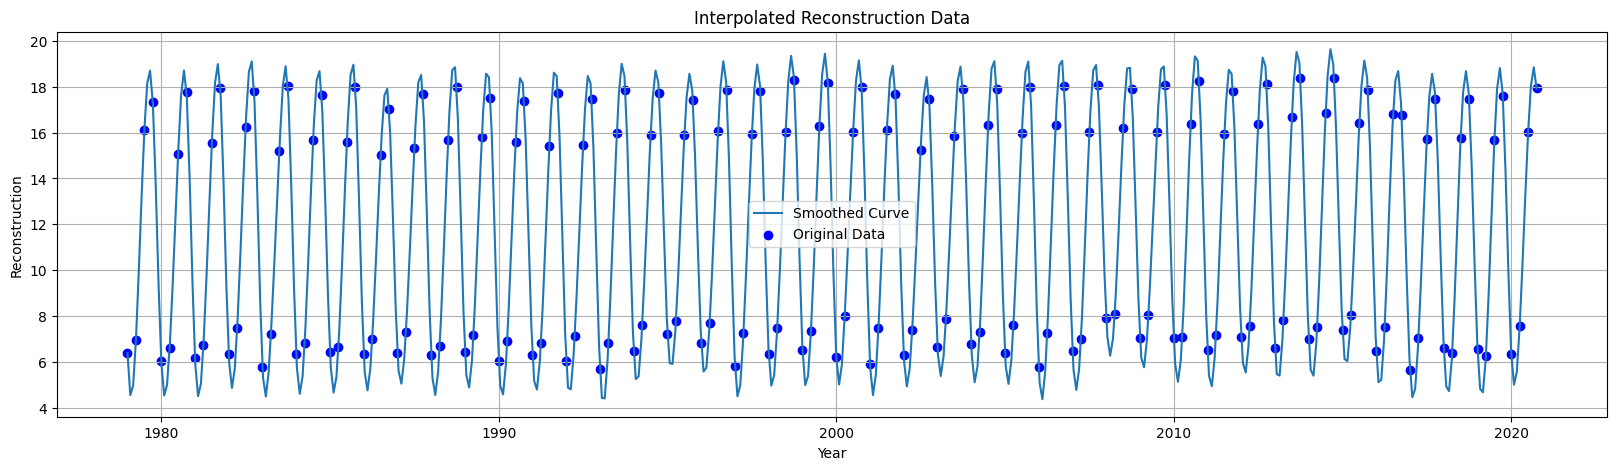 Interpolated Reconstruction Data
20
18
16
14
12
10
8
6
4
Reconstruction
Smoothed Curve
Original Data
1980
1990
2000
2010
2020
Year